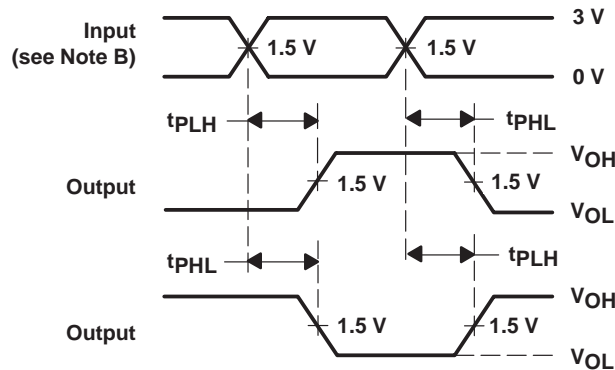 Input
(see Note B)
1.5 V
1.5 V
3 V
0 V
tPLH
tPHL
Output
1.5 V
1.5 V
VOH
VOL
tPHL
tPLH
Output
1.5 V
1.5 V
VOH
VOL